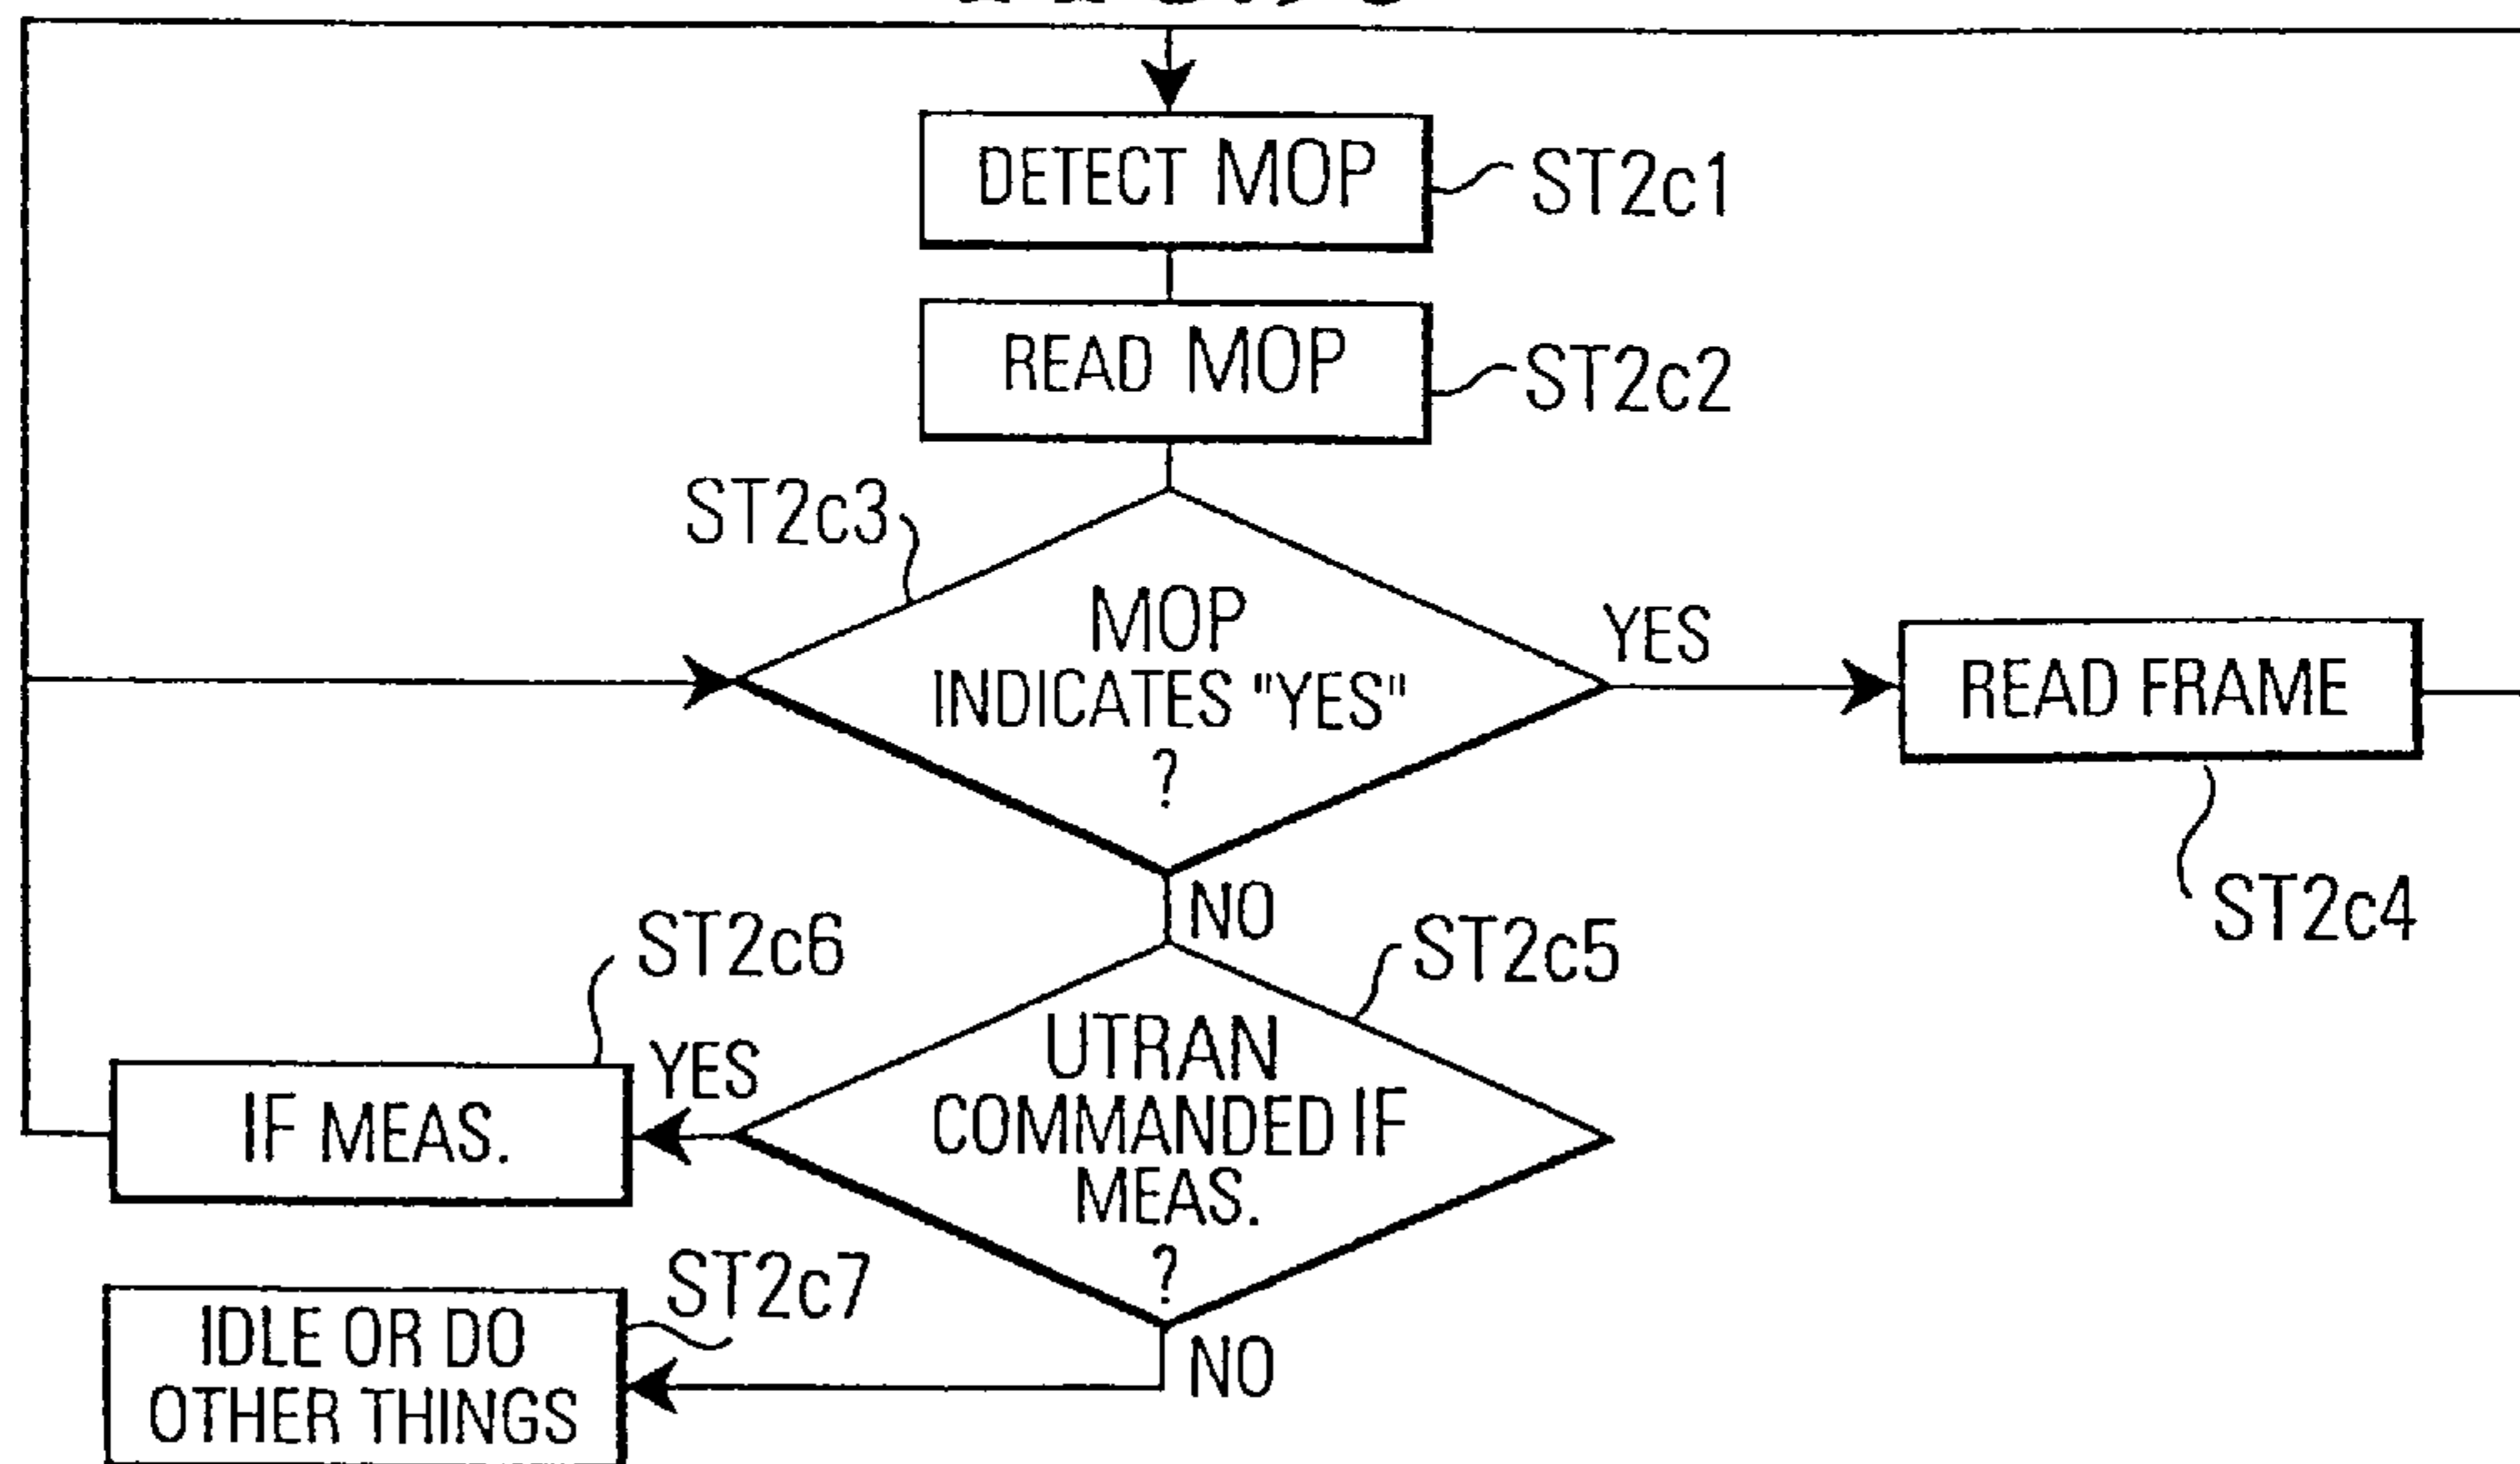 DETECT MOP
ST2c1
READ MOP
ST2c2
ST2c3
MOP
INDICATES "YES"
?
YES
READ FRAME
ST2c4
NO
ST2c5
ST2c6
UTRAN
COMMANDED IF
MEAS.
?
YES
IF MEAS.
ST2c7
NO
IDLE OR DO
OTHER THINGS